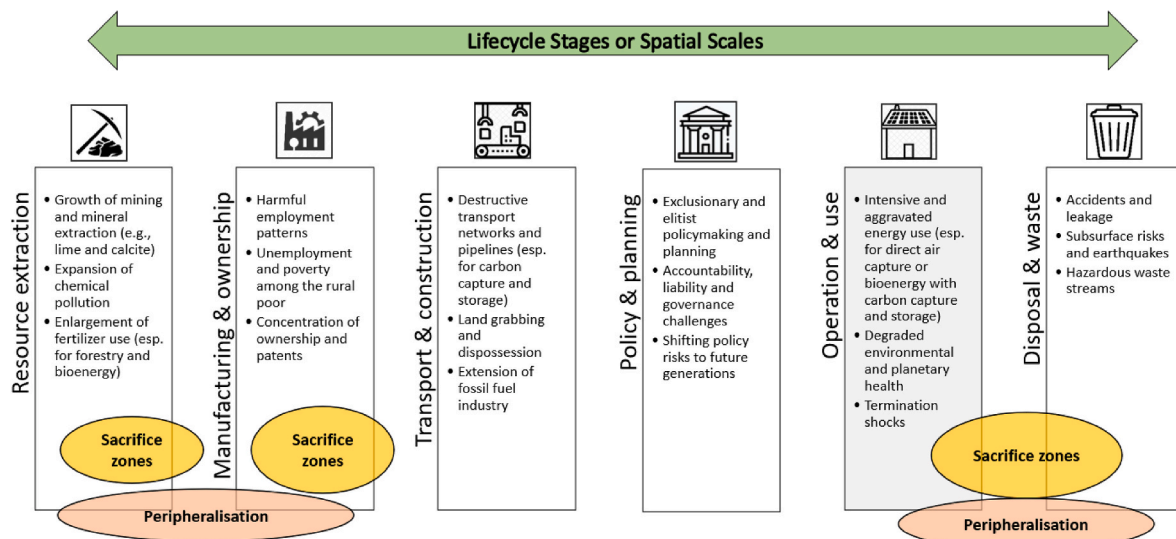 Lifecycle Stages or Spatial Scales
Resource extraction
• Growth of mining
and mineral
extraction (e.g.,
lime and calcite)
• Expansion of
chemical
pollution
• Enlargement of
fertilizer use (esp.
for forestry and
bioenergy)
Sacrifice
zones
Manufacturing & ownership
• Harmful
employment
patterns
• Unemployment
and poverty
among the rural
poor
• Concentration of
ownership and
patents
Sacrifice
zones
Peripheralisation
Transport & construction
• Destructive
transport
networks and
pipelines (esp.
for carbon
capture and
storage)
• Land grabbing
and
dispossession
• Extension of
fossil fuel
industry
Policy & planning
• Exclusionary and
elitist
policymaking and
planning
• Accountability,
liability and
governance
challenges
• Shifting policy
risks to future
generations
Operation & use
• Intensive and
aggravated
energy use (esp.
for direct air
capture or
bioenergy with
carbon capture
and storage)
• Degraded
environmental
and planetary
health
• Termination
shocks
Disposal & waste
• Accidents and
leakage
• Subsurface risks
and earthquakes
• Hazardous waste
streams
Sacrifice zones
Peripheralisation